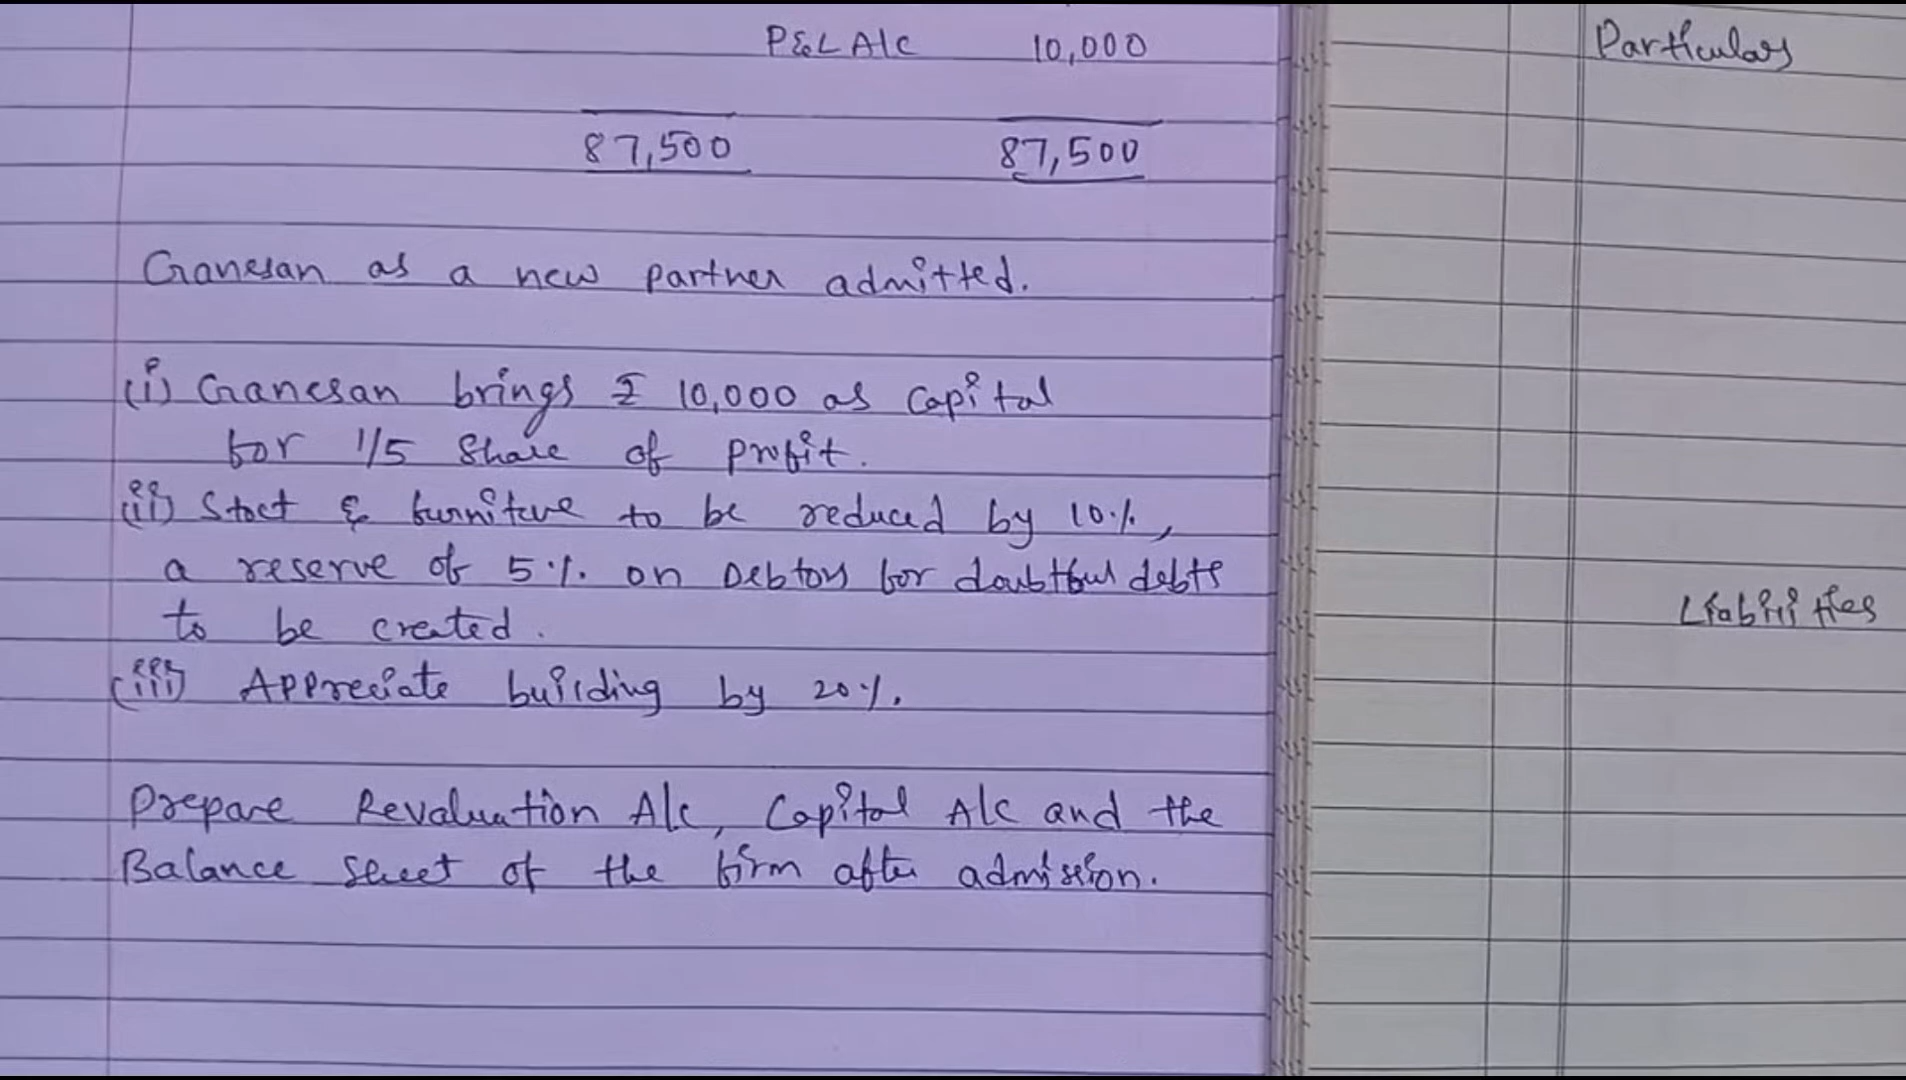 P&L A/c 10,000 Particulars
87,500 87,500
Ganesan as a new partner admitted.
(i) Ganesan brings ₹ 10,000 as capital
for 1/5 share of profit.
(ii) Stock & furniture to be reduced by 10%,
a reserve of 5% on Debtors for doubtful debts
to be created.
Liabilities
(iii) Appreciate building by 20%.
Prepare Revaluation A/c, Capital A/c and the
Balance sheet of the firm after admission.